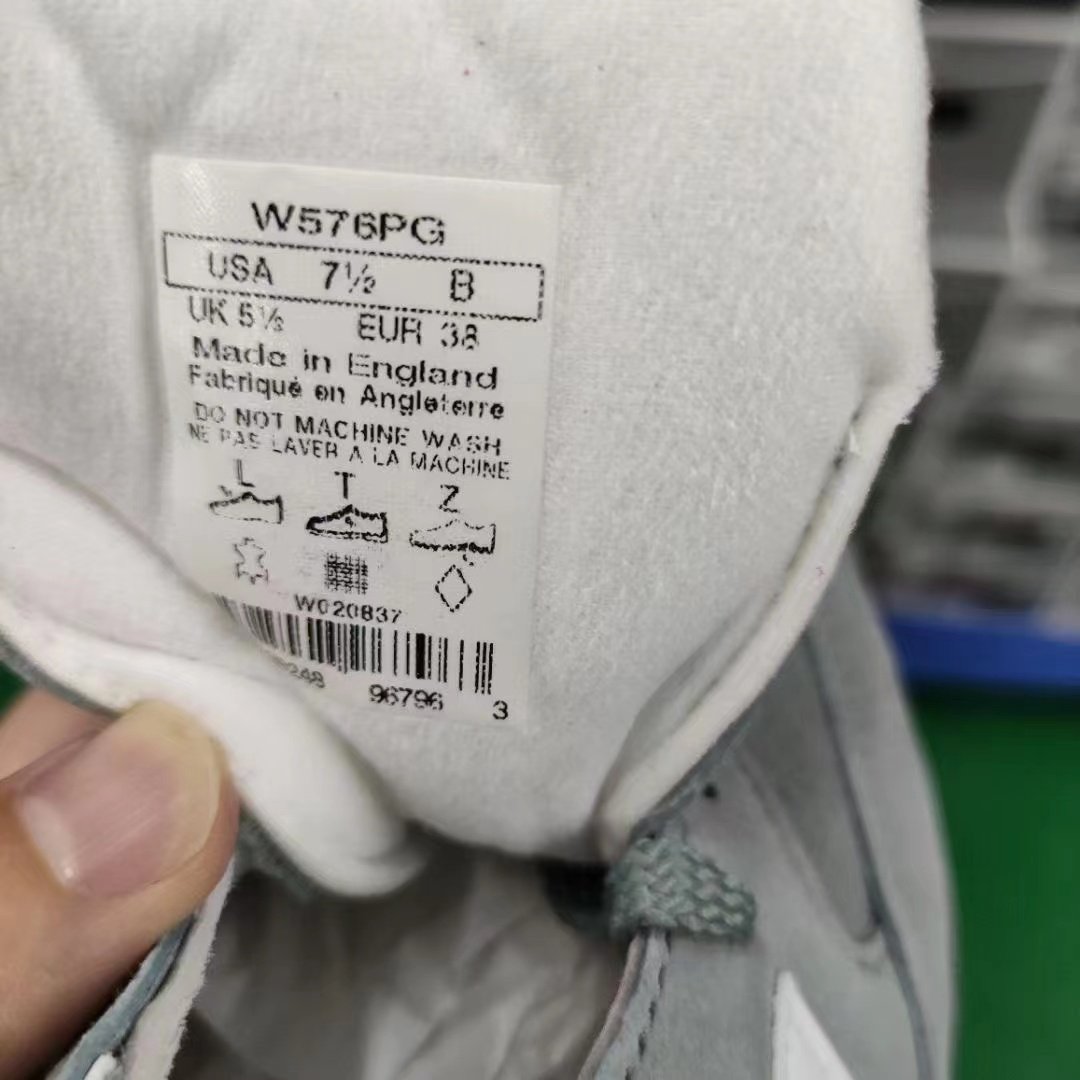 W576PG
USA 7½ B
UK 5½ EUR 38
Made in England
Fabriqué en Angleterre
DO NOT MACHINE WASH
NE PAS LAVER A LA MACHINE
L T Z
W020837
248 96796 3